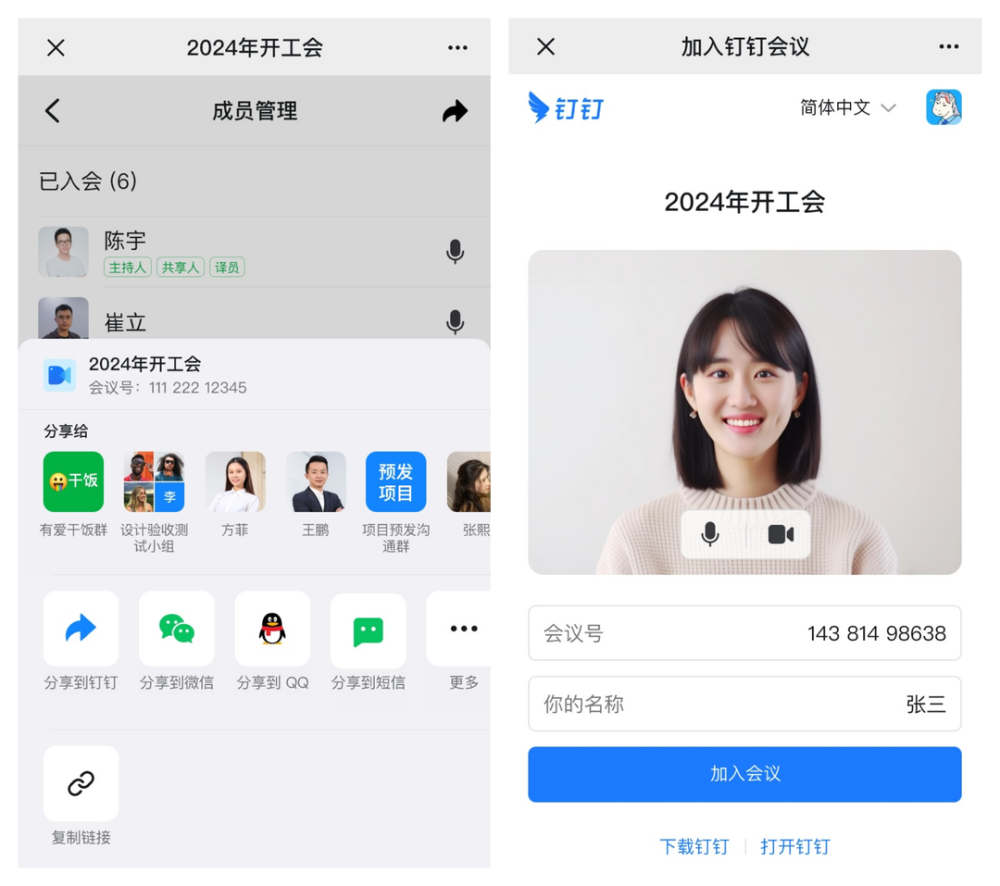 2024年开工会
成员管理
已入会 (6)
陈宇
主持人 共享人 译员
崔立
2024年开工会
会议号：111 222 12345
分享给
干饭
李
预发
项目
有爱干饭群
设计验收测
试小组
方菲
王鹏
项目预发沟
通群
张熙
分享到钉钉
分享到微信
分享到 QQ
分享到短信
更多
复制链接
加入钉钉会议
钉钉
简体中文
2024年开工会
会议号 143 814 98638
你的名称 张三
加入会议
下载钉钉 | 打开钉钉